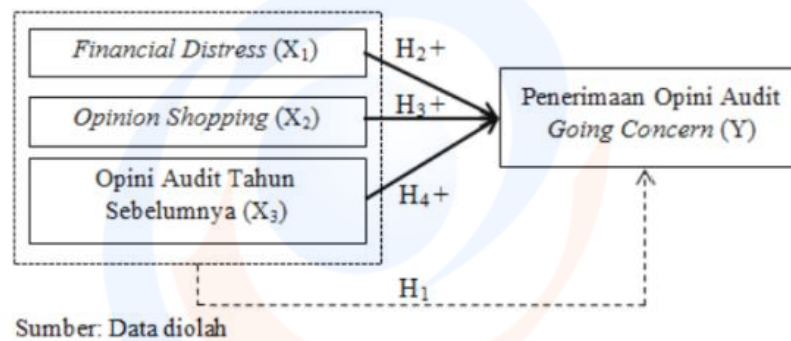 Financial Distress (X₁)
H₂+
Opinion Shopping (X₂)
H₃+
Opini Audit Tahun
Sebelumnya (X₃)
H₄+
Penerimaan Opini Audit
Going Concern (Y)
H₁
Sumber: Data diolah